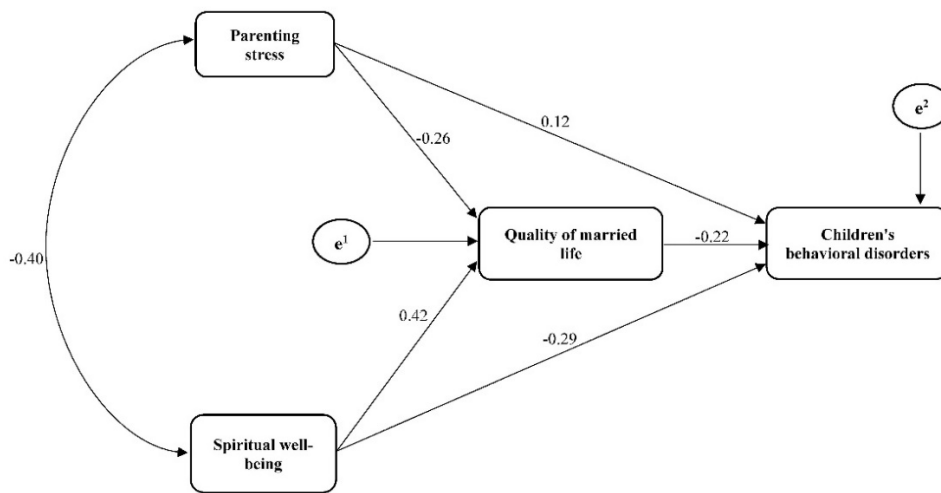 Parenting
stress
e²
0.12
-0.26
Quality of married
life
e¹
-0.22
Children's
behavioral disorders
-0.40
0.42
-0.29
Spiritual well-
being